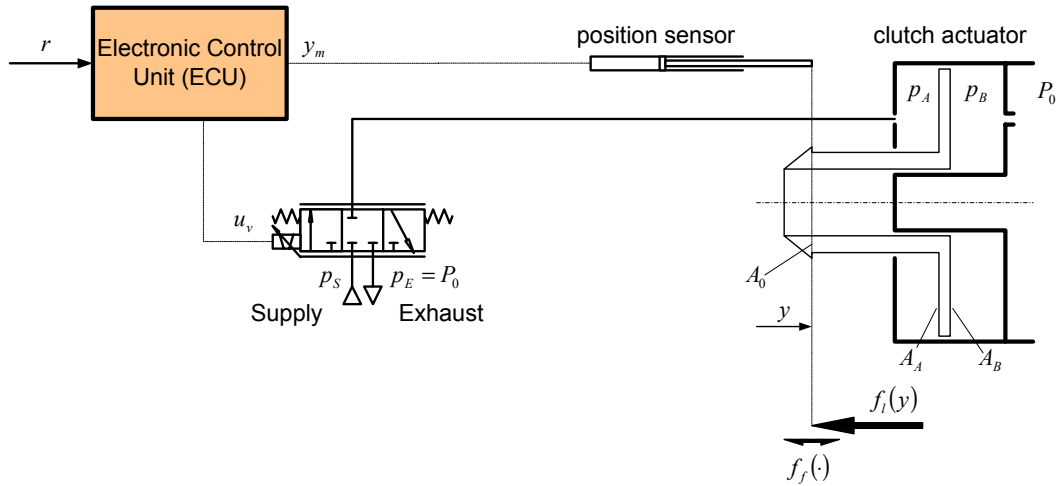 r
Electronic Control
Unit (ECU)
y_m
position sensor
clutch actuator
p_A
p_B
P_0
u_v
p_S
p_E = P_0
Supply
Exhaust
A_0
y
A_A
A_B
f_l(y)
f_f(·)